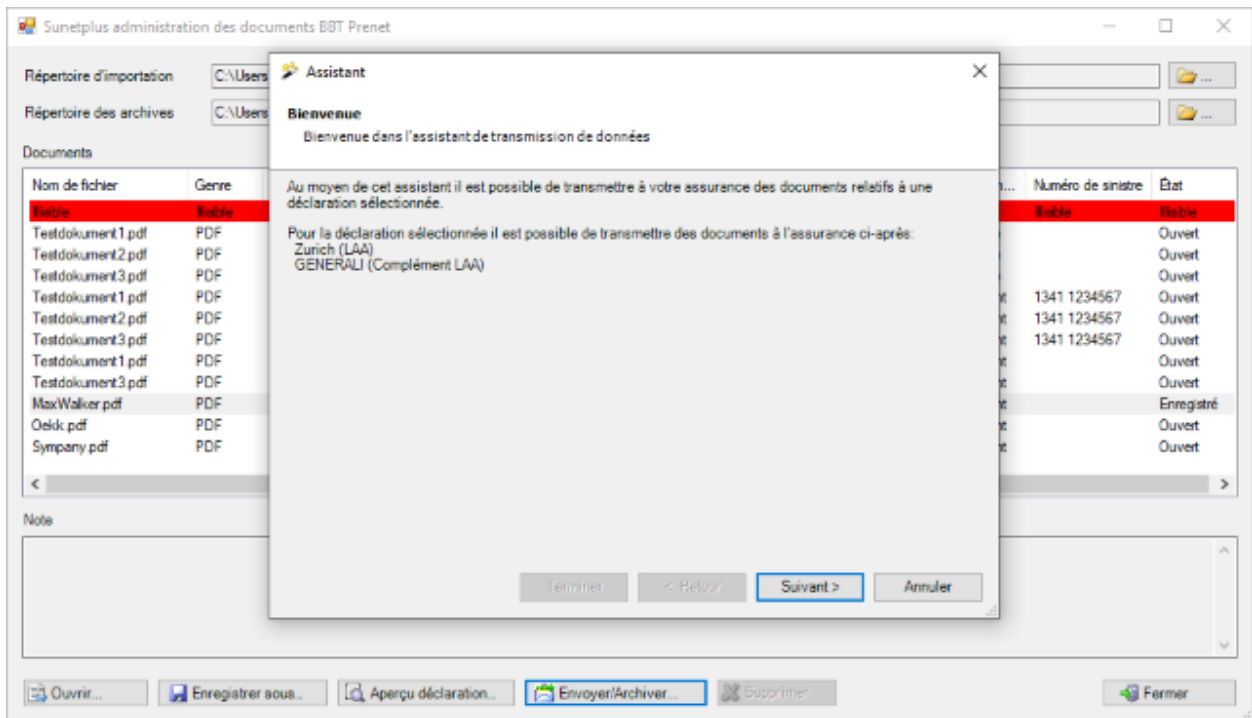 Sunetplus administration des documents BBT Prenet
Répertoire d'importation C:\Users ...
Répertoire des archives C:\Users ...
Assistant
Bienvenue
Bienvenue dans l'assistant de transmission de données
Au moyen de cet assistant il est possible de transmettre à votre assurance des documents relatifs à une
déclaration sélectionnée.
Pour la déclaration sélectionnée il est possible de transmettre des documents à l'assurance ci-après:
Zurich (LAA)
GENERALI (Complément LAA)
Terminer < Retour Suivant > Annuler
Documents
Nom de fichier Genre Numéro de sinistre État
Illisible Illisible Illisible Illisible
Testdokument1.pdf PDF Ouvert
Testdokument2.pdf PDF Ouvert
Testdokument3.pdf PDF Ouvert
Testdokument1.pdf PDF 1341 1234567 Ouvert
Testdokument2.pdf PDF 1341 1234567 Ouvert
Testdokument3.pdf PDF 1341 1234567 Ouvert
Testdokument1.pdf PDF Ouvert
Testdokument3.pdf PDF Ouvert
MaxWalker.pdf PDF Enregistré
Oekk.pdf PDF Ouvert
Sympany.pdf PDF Ouvert
Note
Ouvrir... Enregistrer sous... Aperçu déclaration... Envoyer/Archiver... Supprimer... Fermer